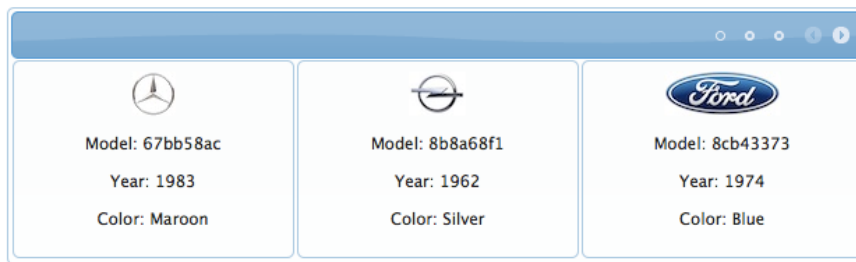 Ford
Model: 67bb58ac
Model: 8b8a68f1
Model: 8cb43373
Year: 1983
Year: 1962
Year: 1974
Color: Maroon
Color: Silver
Color: Blue